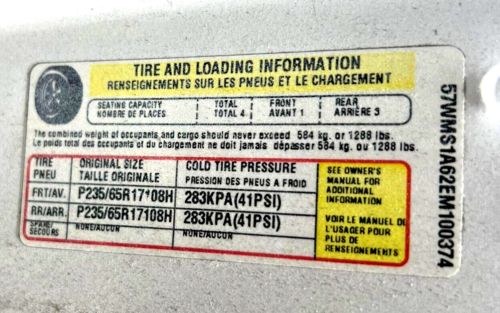 TIRE AND LOADING INFORMATION
RENSEIGNEMENTS SUR LES PNEUS ET LE CHARGEMENT
SEATING CAPACITY TOTAL FRONT REAR
NOMBRE DE PLACES TOTAL 4 AVANT 1 ARRIÈRE 3
The combined weight of occupants and cargo should never exceed 584 kg. or 1288 lbs.
Le poids total des occupants et du chargement ne doit jamais dépasser 584 kg. or 1288 lbs.
TIRE ORIGINAL SIZE COLD TIRE PRESSURE
PNEU TAILLE ORIGINALE PRESSION DES PNEUS A FROID
FRT/AV. P235/65R17*08H 283KPA(41PSI)
RR/ARR. P235/65R17108H 283KPA(41PSI)
SPARE/ NONE/AUCUN NONE/AUCUN
SECOURS
SEE OWNER'S
MANUAL FOR
ADDITIONAL
INFORMATION
VOIR LE MANUEL DE
L'USAGER POUR
PLUS DE
RENSEIGNEMENTS
57WMS1A62EM100374